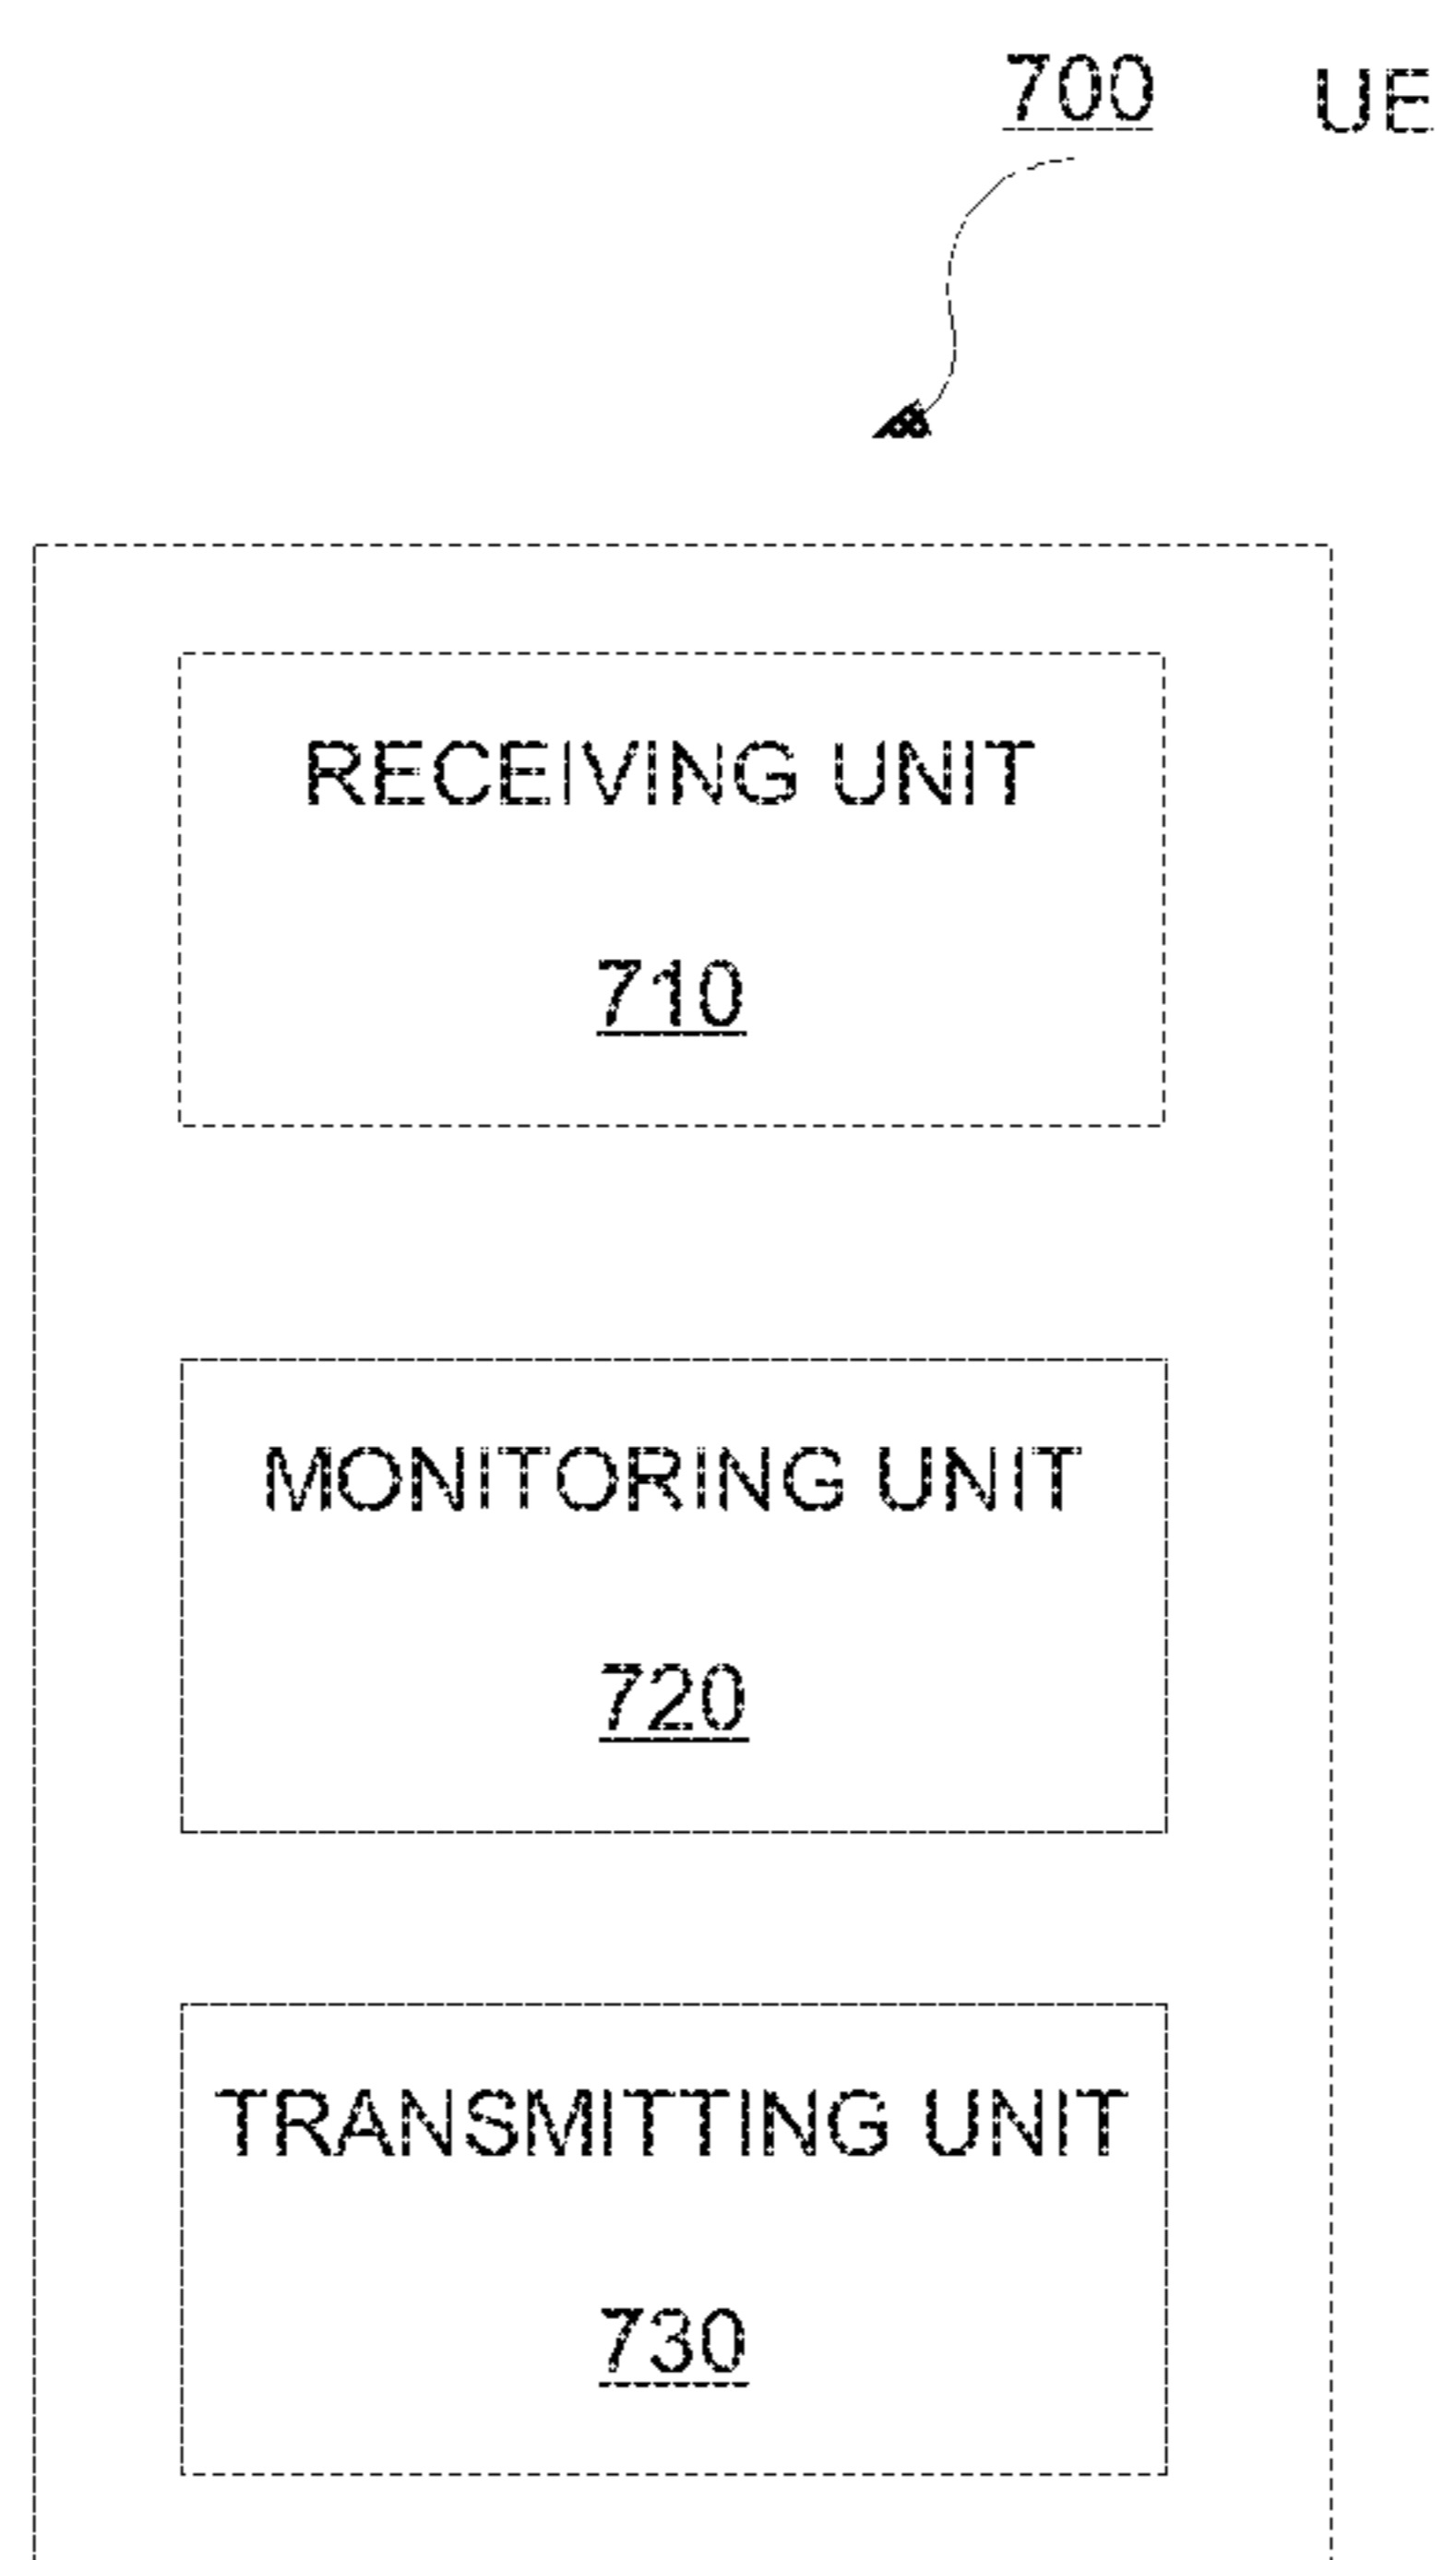 700 UE
RECEIVING UNIT
710
MONITORING UNIT
720
TRANSMITTING UNIT
730